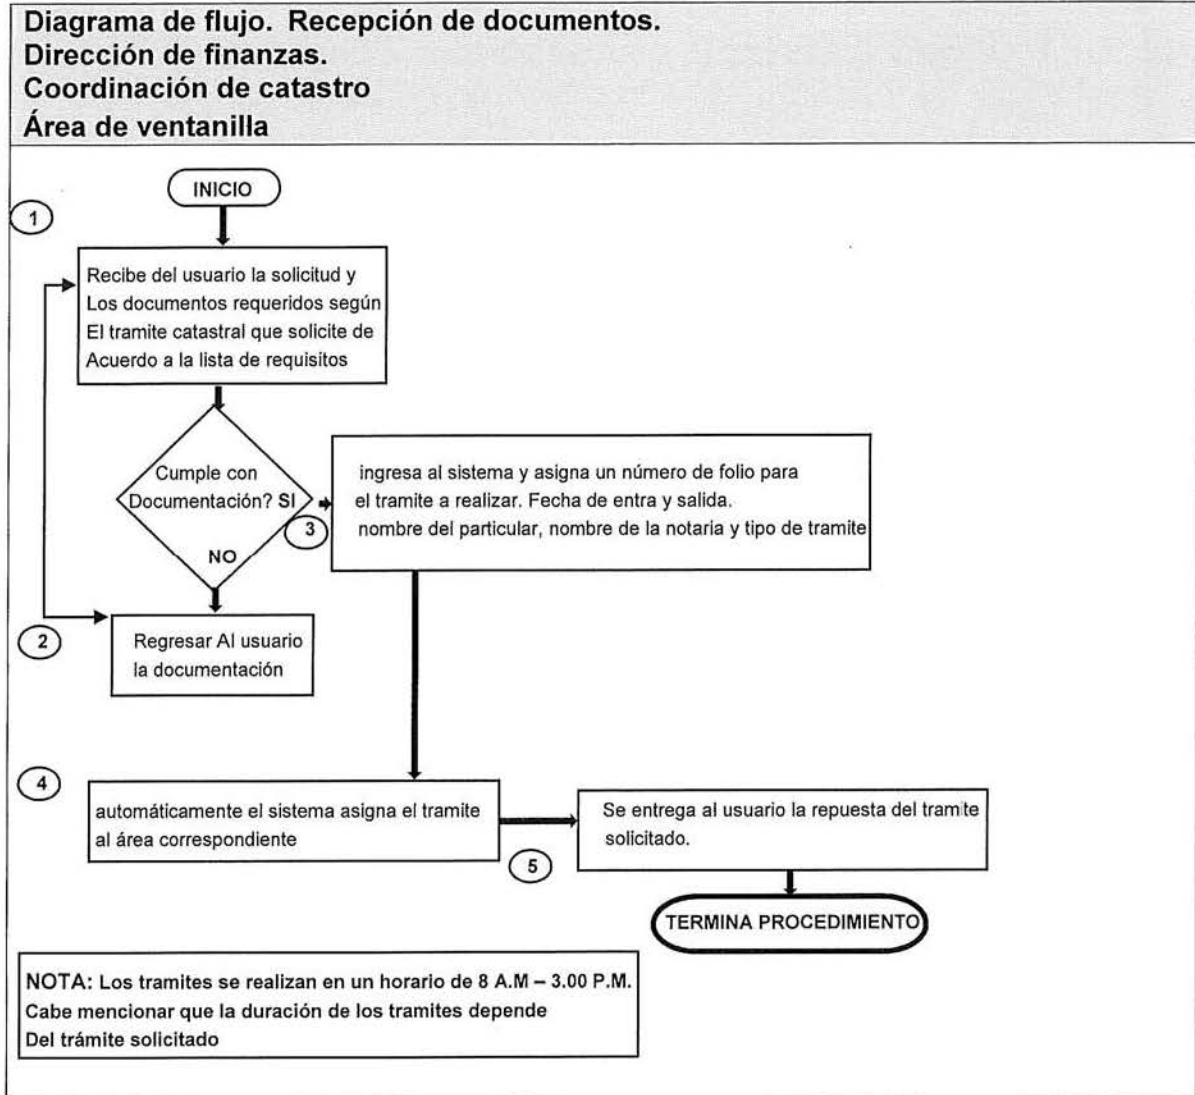 Diagrama de flujo. Recepción de documentos.
Dirección de finanzas.
Coordinación de catastro
Área de ventanilla
INICIO
1
Recibe del usuario la solicitud y
Los documentos requeridos según
El tramite catastral que solicite de
Acuerdo a la lista de requisitos
Cumple con
Documentación? SI
NO
3
ingresa al sistema y asigna un número de folio para
el tramite a realizar. Fecha de entra y salida.
nombre del particular, nombre de la notaria y tipo de tramite
2
Regresar Al usuario
la documentación
4
automáticamente el sistema asigna el tramite
al área correspondiente
5
Se entrega al usuario la repuesta del tramite
solicitado.
TERMINA PROCEDIMIENTO
NOTA: Los tramites se realizan en un horario de 8 A.M – 3.00 P.M.
Cabe mencionar que la duración de los tramites depende
Del trámite solicitado